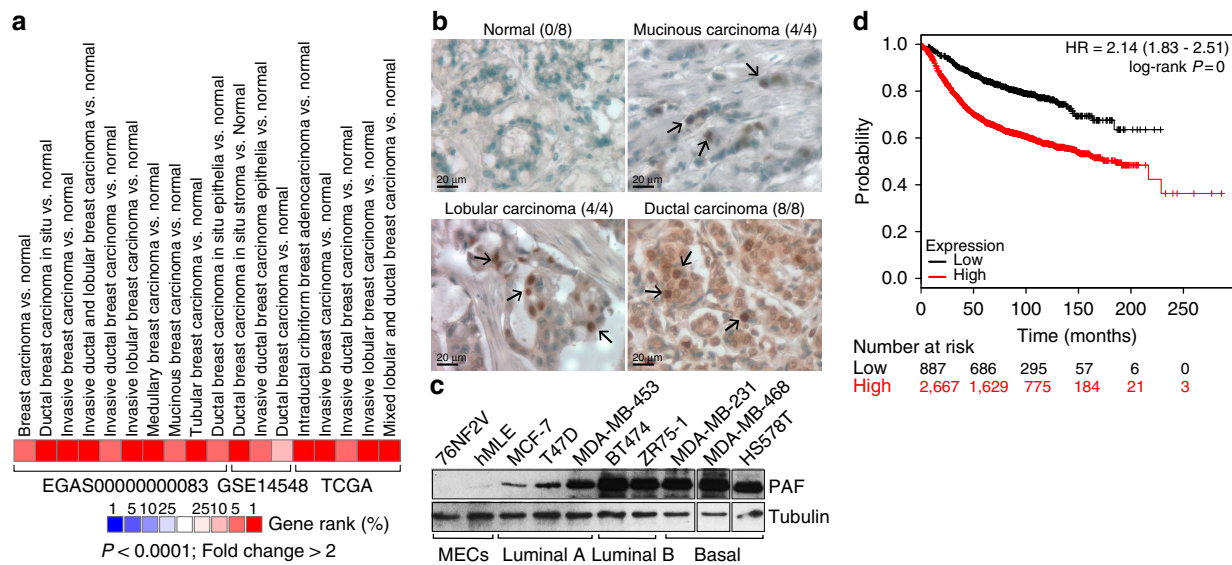 a
Breast carcinoma vs. normal
Ductal breast carcinoma in situ vs. normal
Invasive breast carcinoma vs. normal
Invasive ductal and lobular breast carcinoma vs. normal
Invasive ductal breast carcinoma vs. normal
Invasive lobular breast carcinoma vs. normal
Medullary breast carcinoma vs. normal
Mucinous breast carcinoma vs. normal
Tubular breast carcinoma vs. normal
Ductal breast carcinoma in situ epithelia vs. normal
Ductal breast carcinoma in situ stroma vs. Normal
Invasive ductal breast carcinoma epithelia vs. normal
Ductal breast carcinoma vs. normal
Intraductal cribriform breast adenocarcinoma vs. normal
Invasive breast carcinoma vs. normal
Invasive ductal breast carcinoma vs. normal
Invasive lobular breast carcinoma vs. normal
Mixed lobular and ductal breast carcinoma vs. normal
EGAS00000000083 GSE14548 TCGA
1 5 10 25 25 10 5 1
Gene rank (%)
P < 0.0001; Fold change > 2
b
Normal (0/8)
Mucinous carcinoma (4/4)
20 µm
20 µm
Lobular carcinoma (4/4)
Ductal carcinoma (8/8)
20 µm
20 µm
c
76NF2V
hMLE
MCF-7
T47D
MDA-MB-453
BT474
ZR75-1
MDA-MB-231
MDA-MB-468
HS578T
PAF
Tubulin
MECs Luminal A Luminal B Basal
d
HR = 2.14 (1.83 - 2.51)
log-rank P = 0
Probability
1.0
0.8
0.6
0.4
0.2
0.0
Expression
Low
High
0 50 100 150 200 250
Time (months)
Number at risk
Low 887 686 295 57 6 0
High 2,667 1,629 775 184 21 3